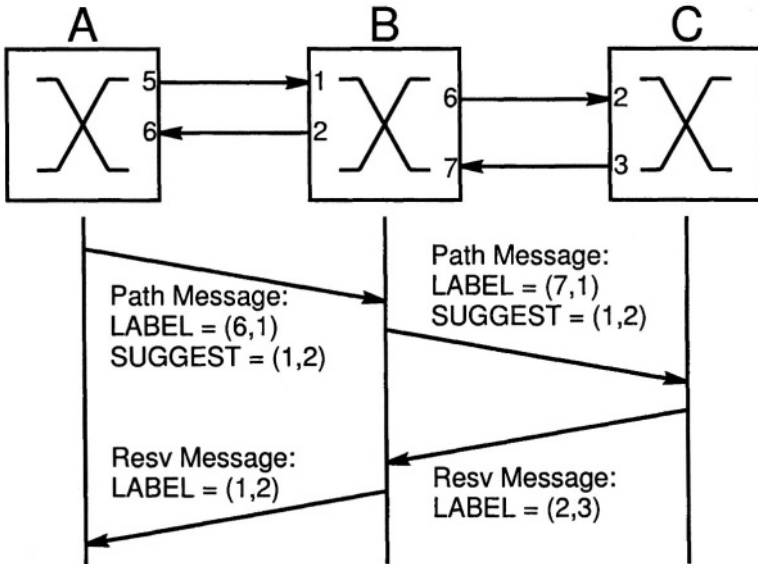 A
B
C
5
1
6
2
6
2
7
3
Path Message:
LABEL = (6,1)
SUGGEST = (1,2)
Path Message:
LABEL = (7,1)
SUGGEST = (1,2)
Resv Message:
LABEL = (1,2)
Resv Message:
LABEL = (2,3)